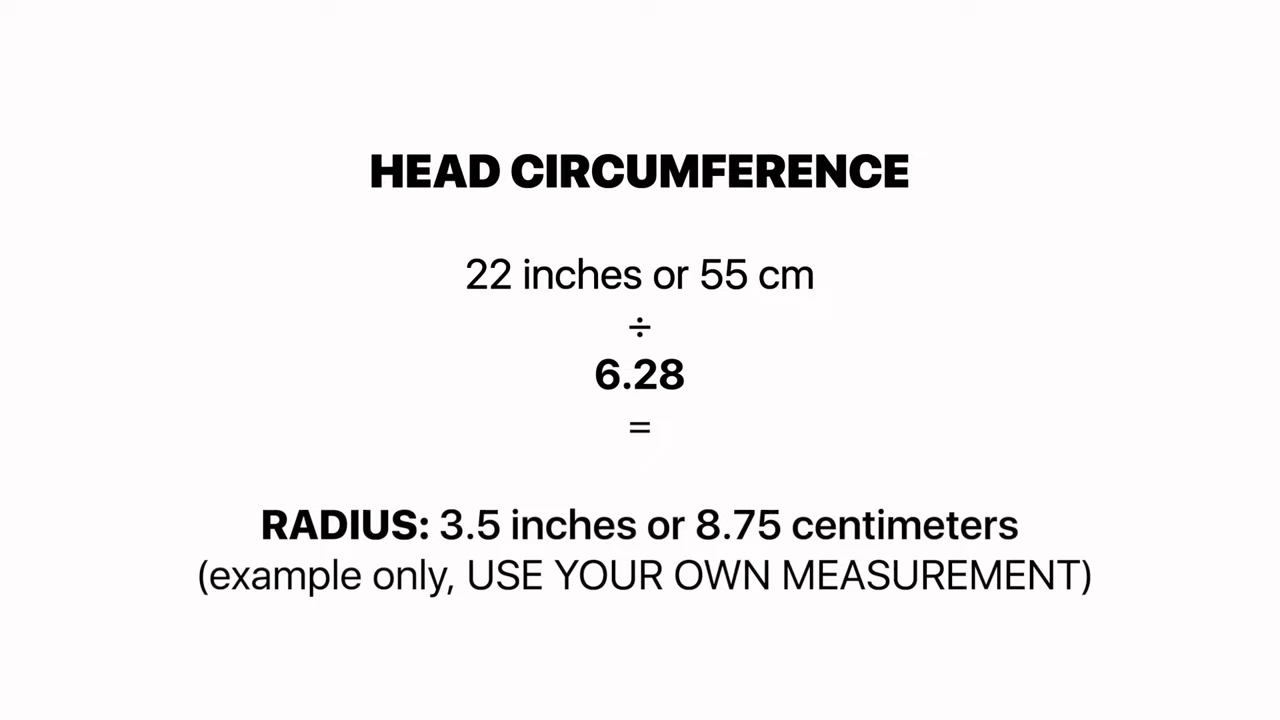 HEAD CIRCUMFERENCE
22 inches or 55 cm
÷
6.28
=
RADIUS: 3.5 inches or 8.75 centimeters
(example only, USE YOUR OWN MEASUREMENT)